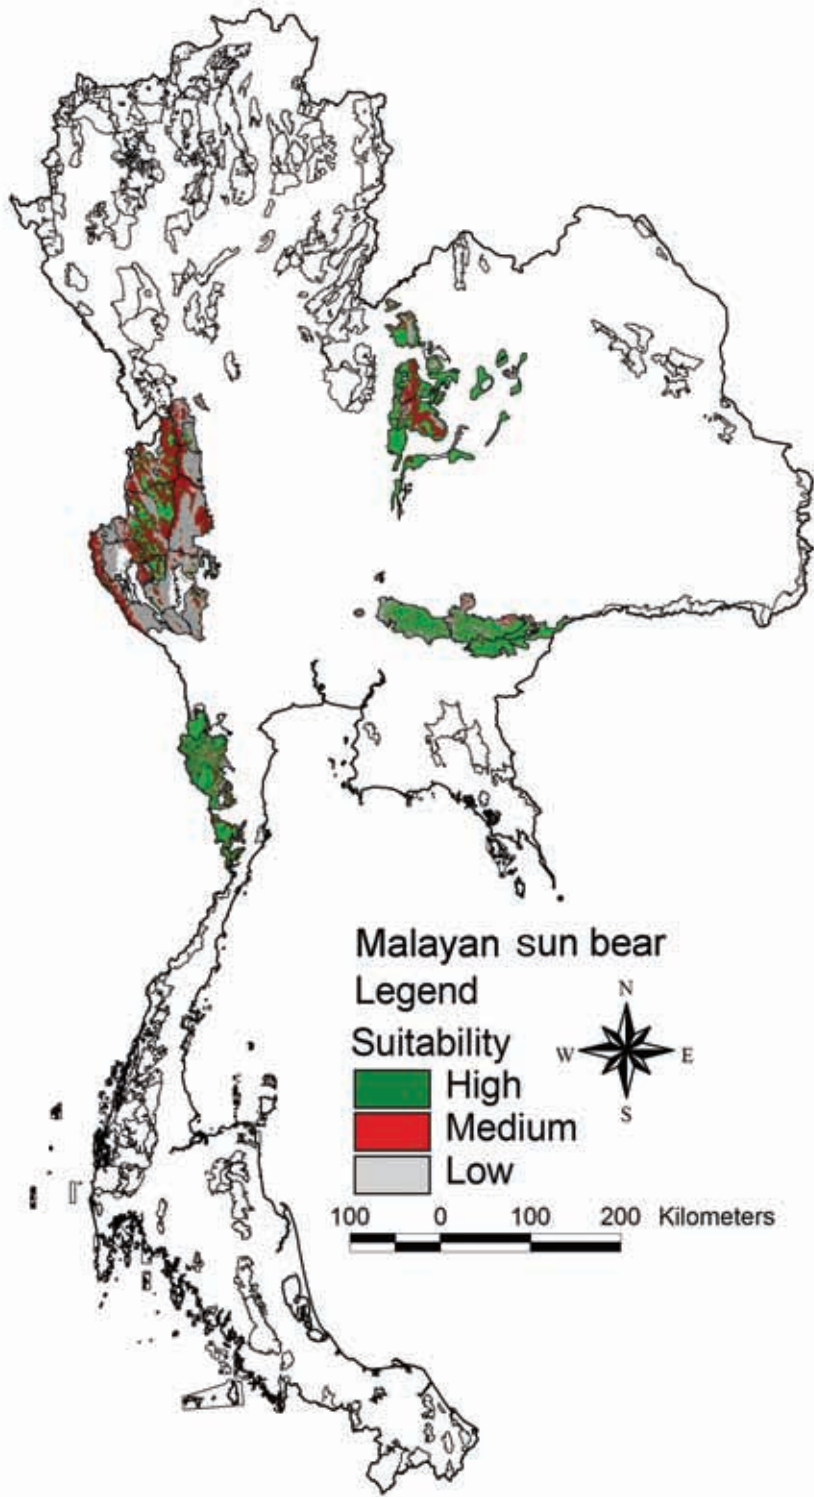 Malayan sun bear
Legend
Suitability
High
Medium
Low
N
W E
S
100 0 100 200 Kilometers